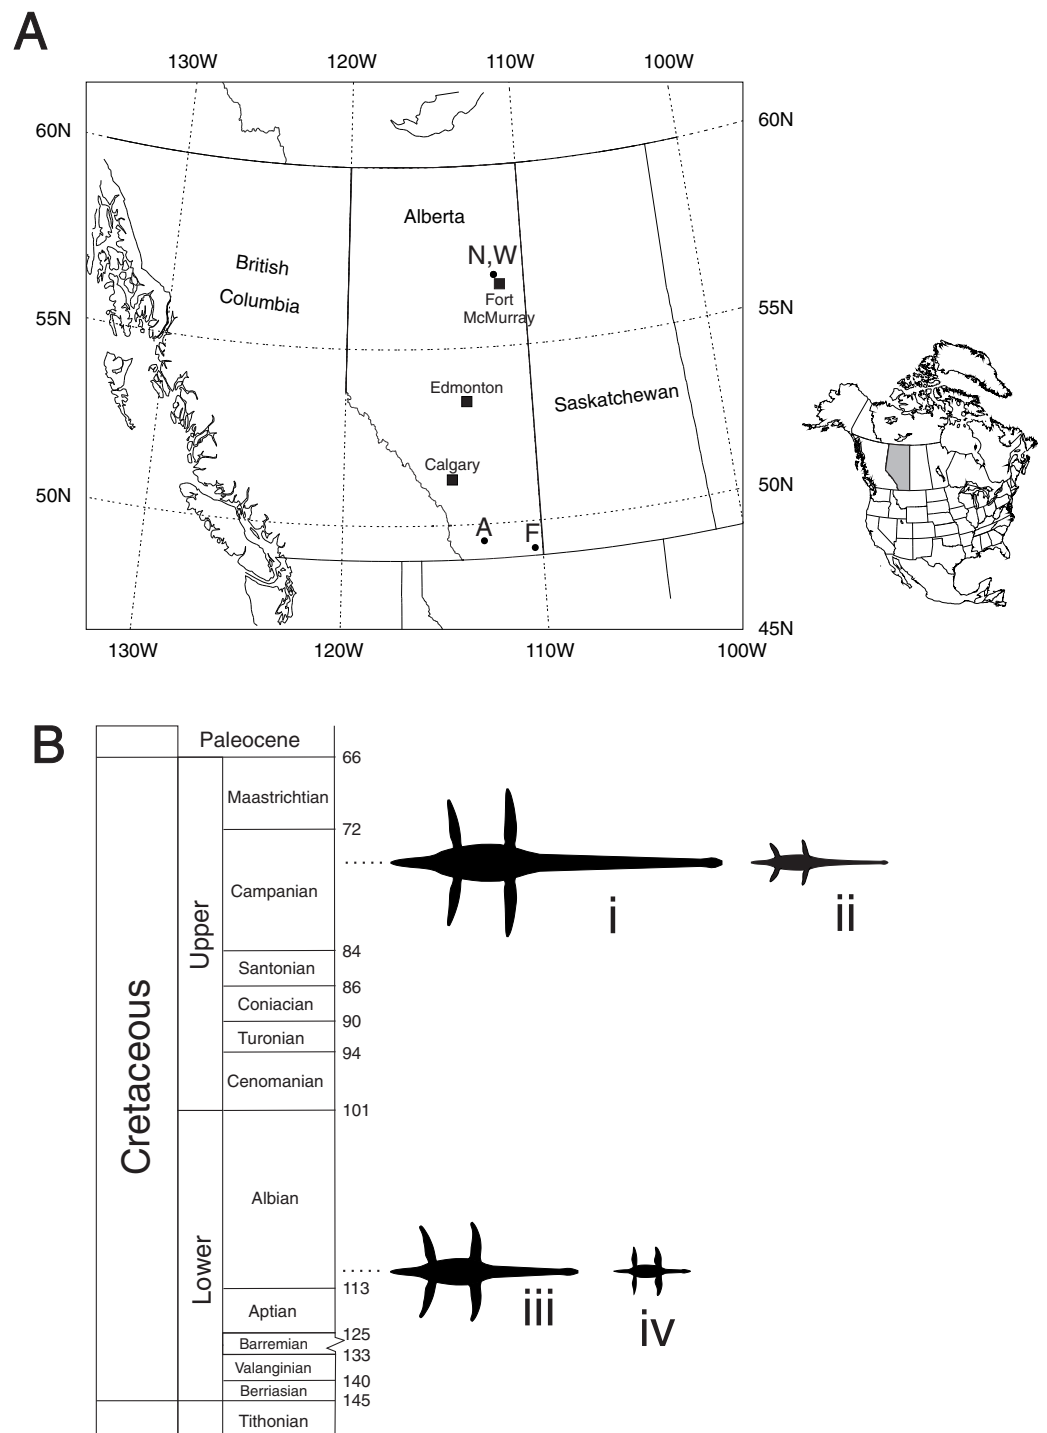 A
130W 120W 110W 100W
60N 60N
Alberta
N,W
British
Columbia
Fort
McMurray
55N 55N
Edmonton
Saskatchewan
Calgary
50N 50N
A F
45N
130W 120W 110W 100W
B
Paleocene
66
Maastrichtian
72
Campanian
i ii
84
Upper
Santonian
86
Coniacian
90
Turonian
94
Cenomanian
101
Cretaceous
Albian
Lower
113
iii iv
Aptian
125
Barremian
133
Valanginian
140
Berriasian
145
Tithonian